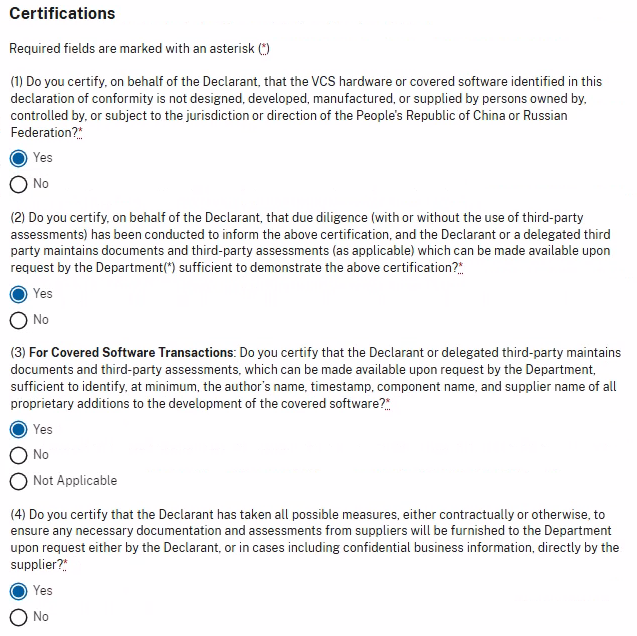 Certifications
Required fields are marked with an asterisk (*)
(1) Do you certify, on behalf of the Declarant, that the VCS hardware or covered software identified in this
declaration of conformity is not designed, developed, manufactured, or supplied by persons owned by,
controlled by, or subject to the jurisdiction or direction of the People's Republic of China or Russian
Federation?*
Yes
No
(2) Do you certify, on behalf of the Declarant, that due diligence (with or without the use of third-party
assessments) has been conducted to inform the above certification, and the Declarant or a delegated third
party maintains documents and third-party assessments (as applicable) which can be made available upon
request by the Department(*) sufficient to demonstrate the above certification?*
Yes
No
(3) For Covered Software Transactions: Do you certify that the Declarant or delegated third-party maintains
documents and third-party assessments, which can be made available upon request by the Department,
sufficient to identify, at minimum, the author's name, timestamp, component name, and supplier name of all
proprietary additions to the development of the covered software?*
Yes
No
Not Applicable
(4) Do you certify that the Declarant has taken all possible measures, either contractually or otherwise, to
ensure any necessary documentation and assessments from suppliers will be furnished to the Department
upon request either by the Declarant, or in cases including confidential business information, directly by the
supplier?*
Yes
No